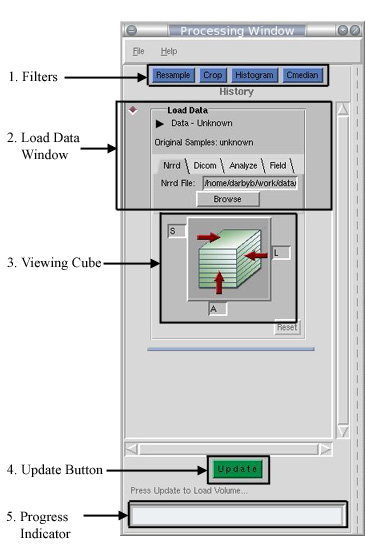 Processing Window
File Help
1. Filters
Resample Crop Histogram Cmedian
History
Load Data
2. Load Data
Window
Data - Unknown
Original Samples: unknown
Nrrd Dicom Analyze Field
Nrrd File: /home/darbyb/work/data/
Browse
S
3. Viewing Cube
L
A
Reset
4. Update Button
Update
Press Update to Load Volume...
5. Progress
Indicator